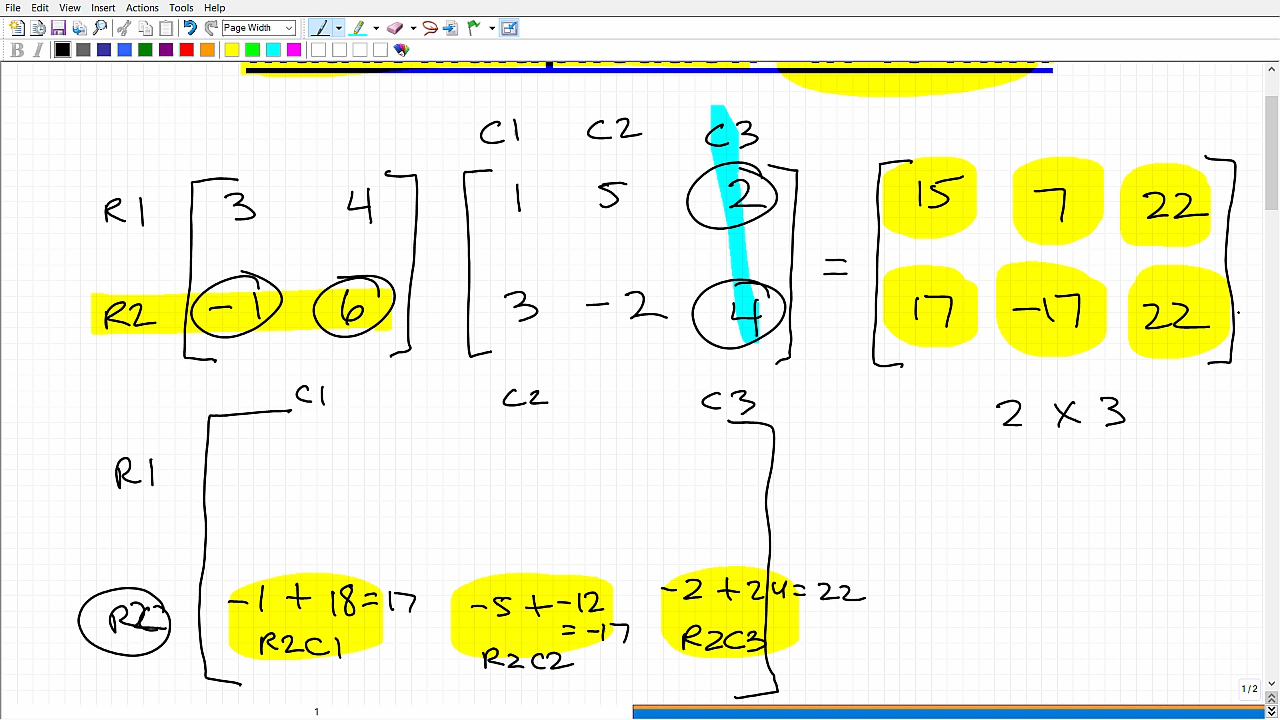 File Edit View Insert Actions Tools Help
Page Width
B I
C1 C2 C3
R1 3 4 1 5 2 15 7 22
=
R2 -1 6 3 -2 4 17 -17 22
C1 C2 C3
2 x 3
R1
R2 -1 + 18 = 17 -5 + -12 -2 + 24 = 22
= -17
R2C1 R2C2 R2C3
1/2
1